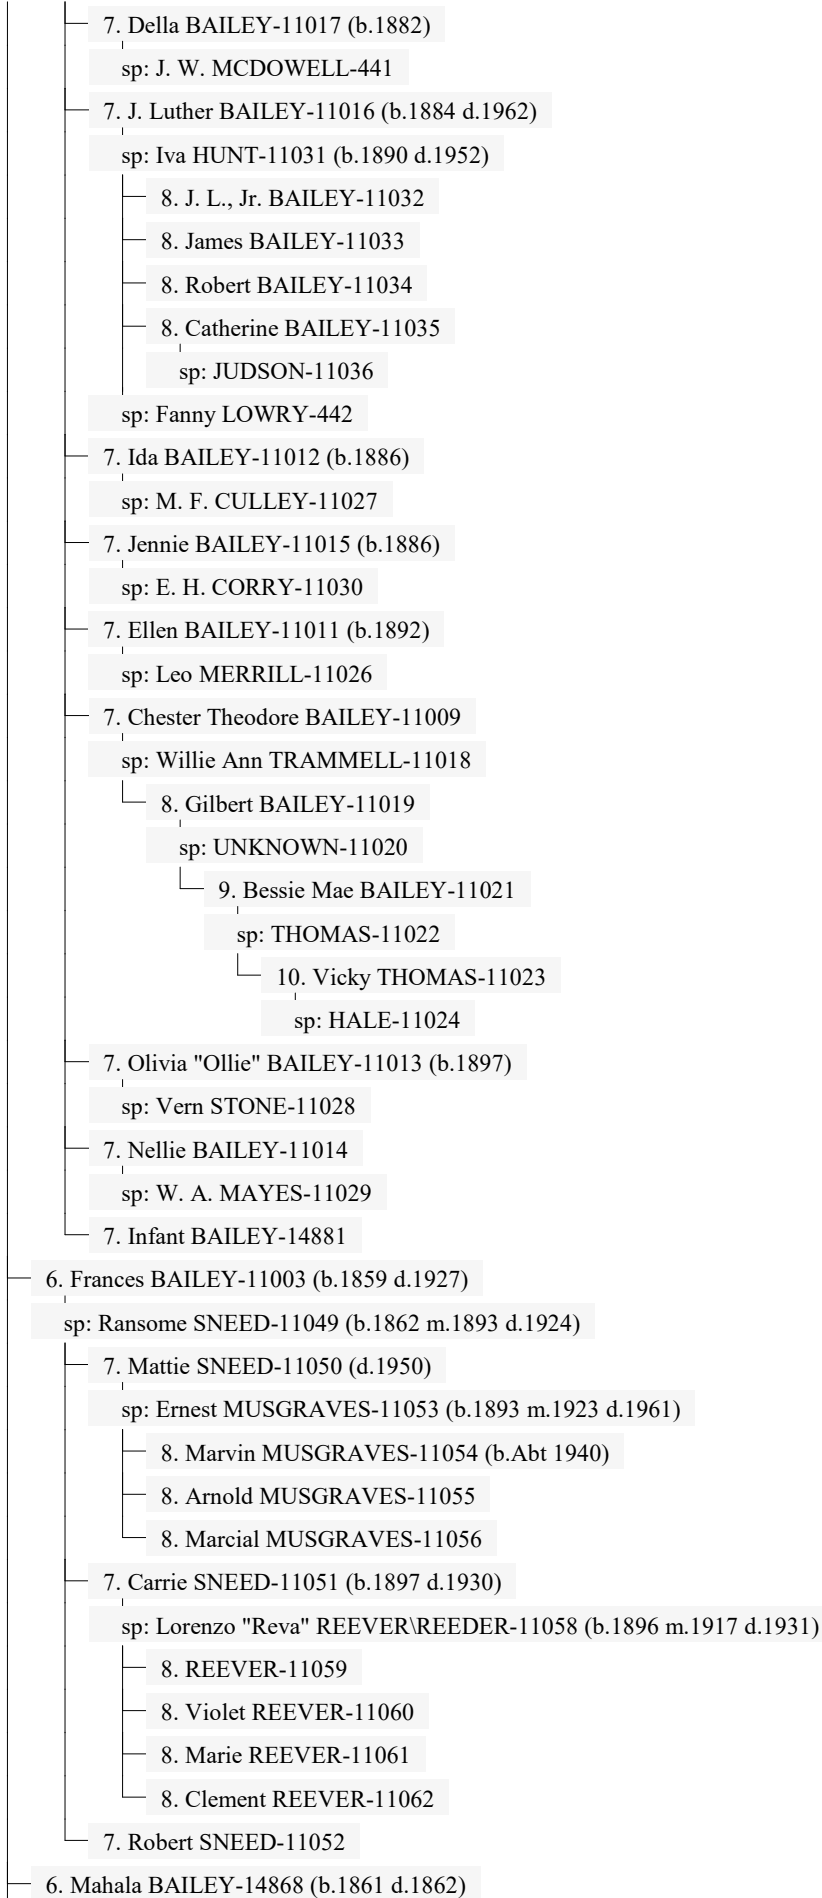 7. Della BAILEY-11017 (b.1882)
sp: J. W. MCDOWELL-441
7. J. Luther BAILEY-11016 (b.1884 d.1962)
sp: Iva HUNT-11031 (b.1890 d.1952)
8. J. L., Jr. BAILEY-11032
8. James BAILEY-11033
8. Robert BAILEY-11034
8. Catherine BAILEY-11035
sp: JUDSON-11036
sp: Fanny LOWRY-442
7. Ida BAILEY-11012 (b.1886)
sp: M. F. CULLEY-11027
7. Jennie BAILEY-11015 (b.1886)
sp: E. H. CORRY-11030
7. Ellen BAILEY-11011 (b.1892)
sp: Leo MERRILL-11026
7. Chester Theodore BAILEY-11009
sp: Willie Ann TRAMMELL-11018
8. Gilbert BAILEY-11019
sp: UNKNOWN-11020
9. Bessie Mae BAILEY-11021
sp: THOMAS-11022
10. Vicky THOMAS-11023
sp: HALE-11024
7. Olivia "Ollie" BAILEY-11013 (b.1897)
sp: Vern STONE-11028
7. Nellie BAILEY-11014
sp: W. A. MAYES-11029
7. Infant BAILEY-14881
6. Frances BAILEY-11003 (b.1859 d.1927)
sp: Ransome SNEED-11049 (b.1862 m.1893 d.1924)
7. Mattie SNEED-11050 (d.1950)
sp: Ernest MUSGRAVES-11053 (b.1893 m.1923 d.1961)
8. Marvin MUSGRAVES-11054 (b.Abt 1940)
8. Arnold MUSGRAVES-11055
8. Marcial MUSGRAVES-11056
7. Carrie SNEED-11051 (b.1897 d.1930)
sp: Lorenzo "Reva" REEVER\REEDER-11058 (b.1896 m.1917 d.1931)
8. REEVER-11059
8. Violet REEVER-11060
8. Marie REEVER-11061
8. Clement REEVER-11062
7. Robert SNEED-11052
6. Mahala BAILEY-14868 (b.1861 d.1862)